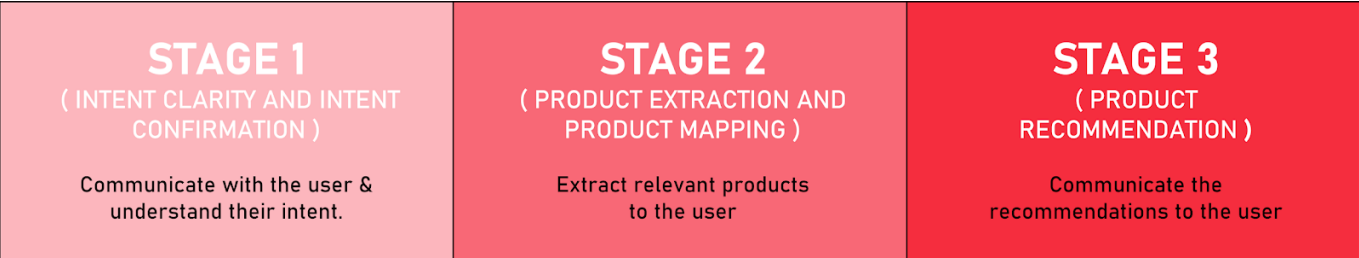 STAGE 1
( INTENT CLARITY AND INTENT
CONFIRMATION )
Communicate with the user &
understand their intent.
STAGE 2
( PRODUCT EXTRACTION AND
PRODUCT MAPPING )
Extract relevant products
to the user
STAGE 3
( PRODUCT
RECOMMENDATION )
Communicate the
recommendations to the user